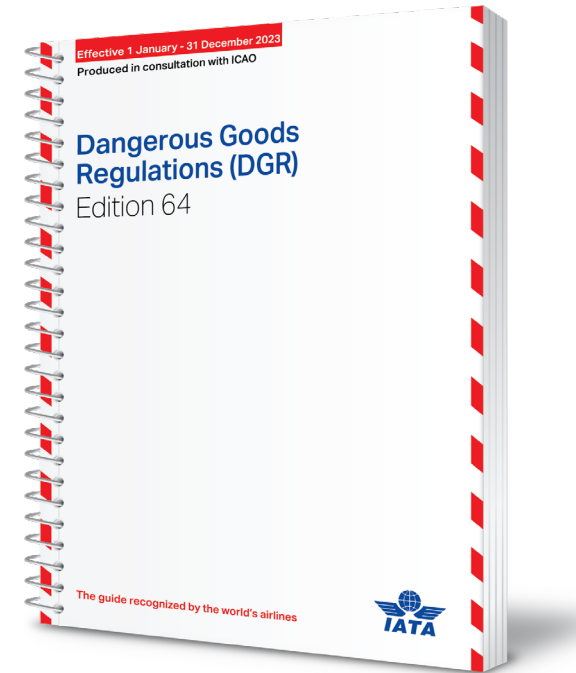 Effective 1 January - 31 December 2023
Produced in consultation with ICAO
Dangerous Goods
Regulations (DGR)
Edition 64
The guide recognized by the world's airlines
IATA